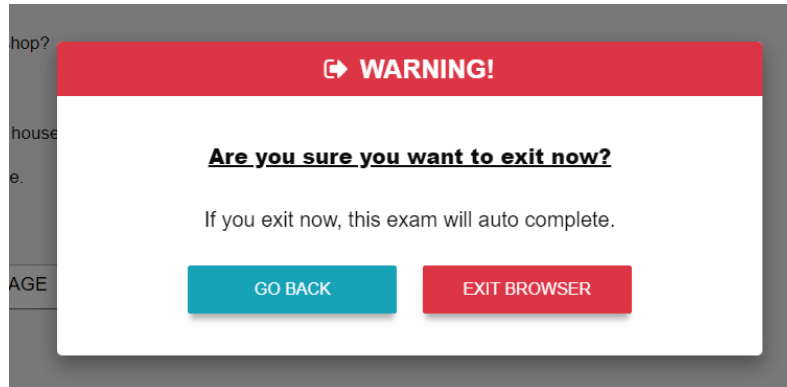 hop?
WARNING!
house
Are you sure you want to exit now?
e.
If you exit now, this exam will auto complete.
AGE
GO BACK
EXIT BROWSER